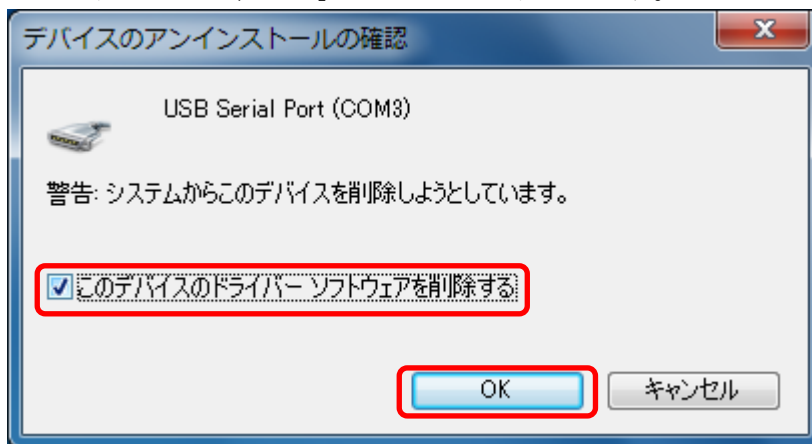 デバイスのアンインストールの確認
USB Serial Port (COM3)
警告: システムからこのデバイスを削除しようとしています。
このデバイスのドライバー ソフトウェアを削除する
OK キャンセル